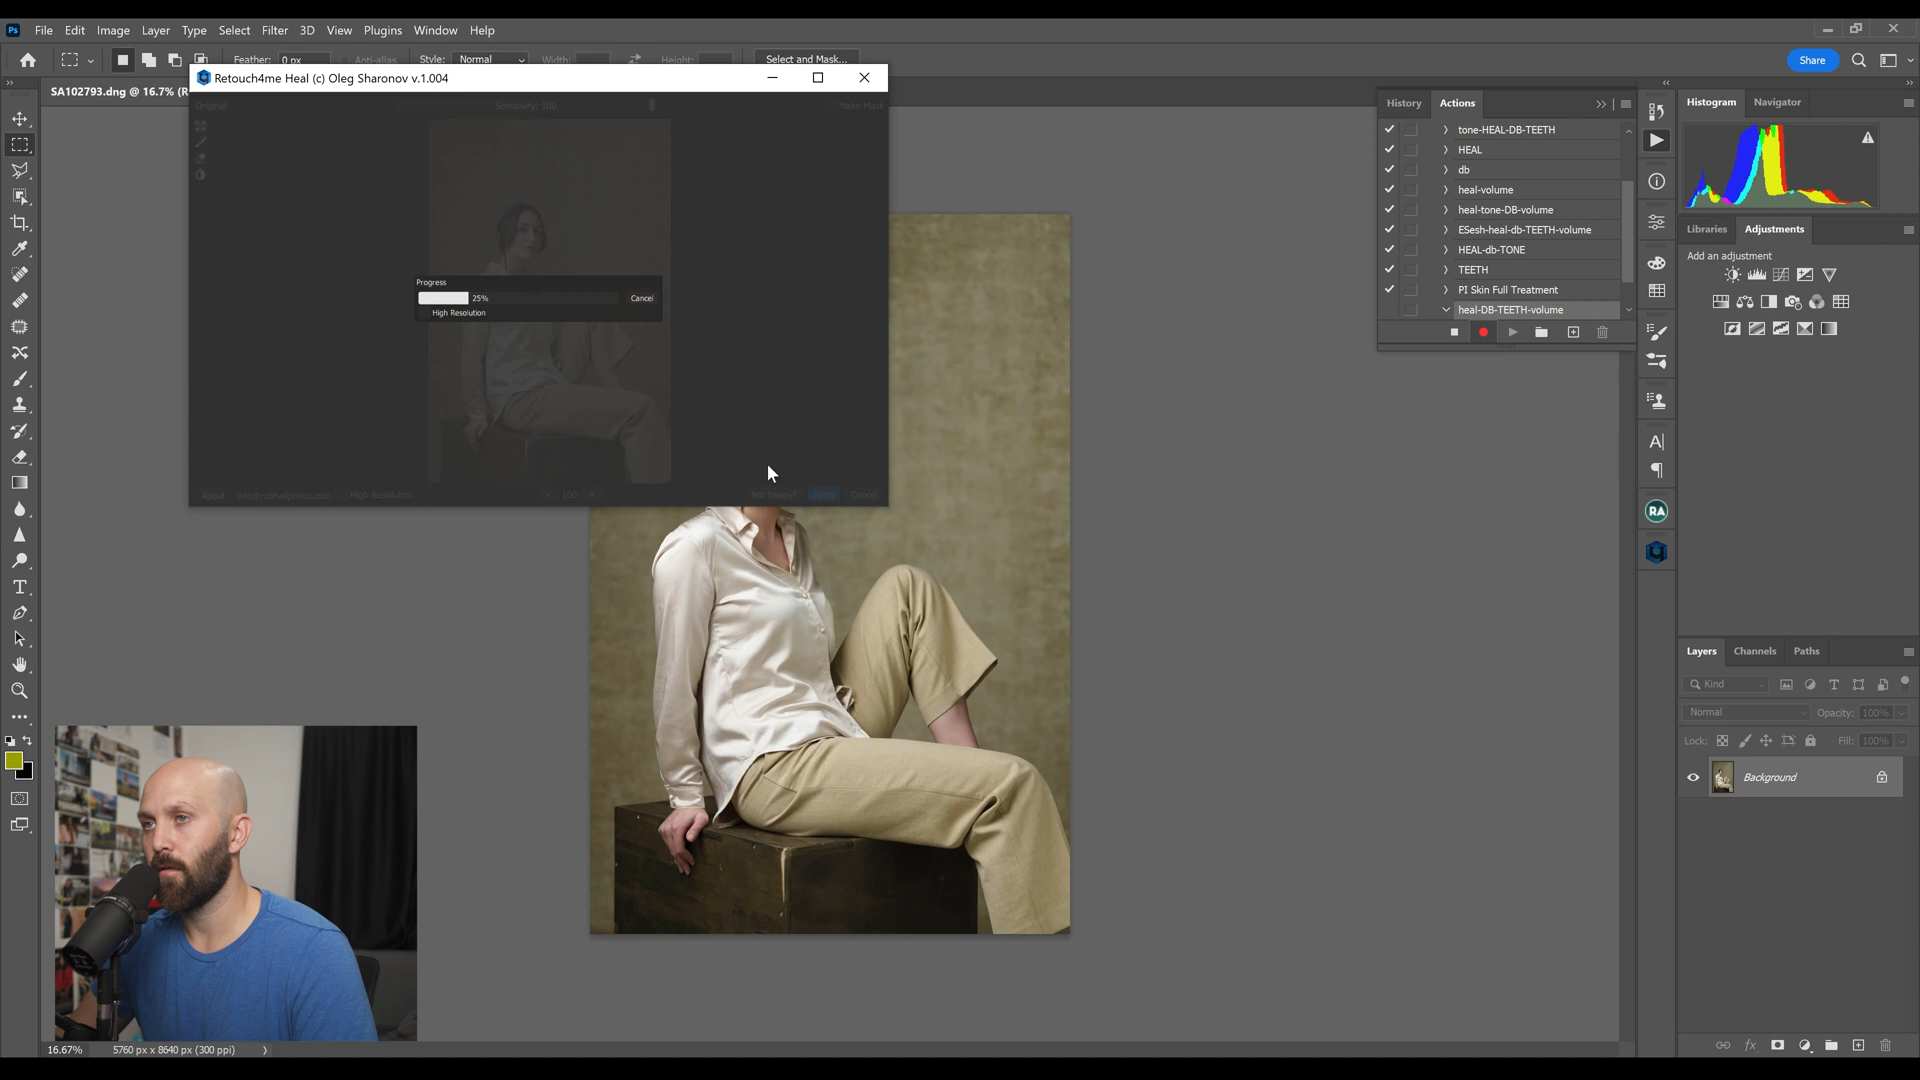 Ps File Edit Image Layer Type Select Filter 3D View Plugins Window Help
Feather: 0 px Anti-alias Style: Normal Width: Height: Select and Mask... Share
SA102793.dng @ 16.7% (R
Retouch4me Heal (c) Oleg Sharonov v.1.004
Original Sensitivity: 100 Make Mask
Progress
25% Cancel
High Resolution
About info@robhallphoto.com High Resolution - 100 + Not happy? Apply Cancel
History Actions
tone-HEAL-DB-TEETH
HEAL
db
heal-volume
heal-tone-DB-volume
ESesh-heal-db-TEETH-volume
HEAL-db-TONE
TEETH
PI Skin Full Treatment
heal-DB-TEETH-volume
A
RA
Histogram Navigator
Libraries Adjustments
Add an adjustment
Layers Channels Paths
Kind
Normal Opacity: 100%
Lock: Fill: 100%
Background
fx
16.67% 5760 px x 8640 px (300 ppi)